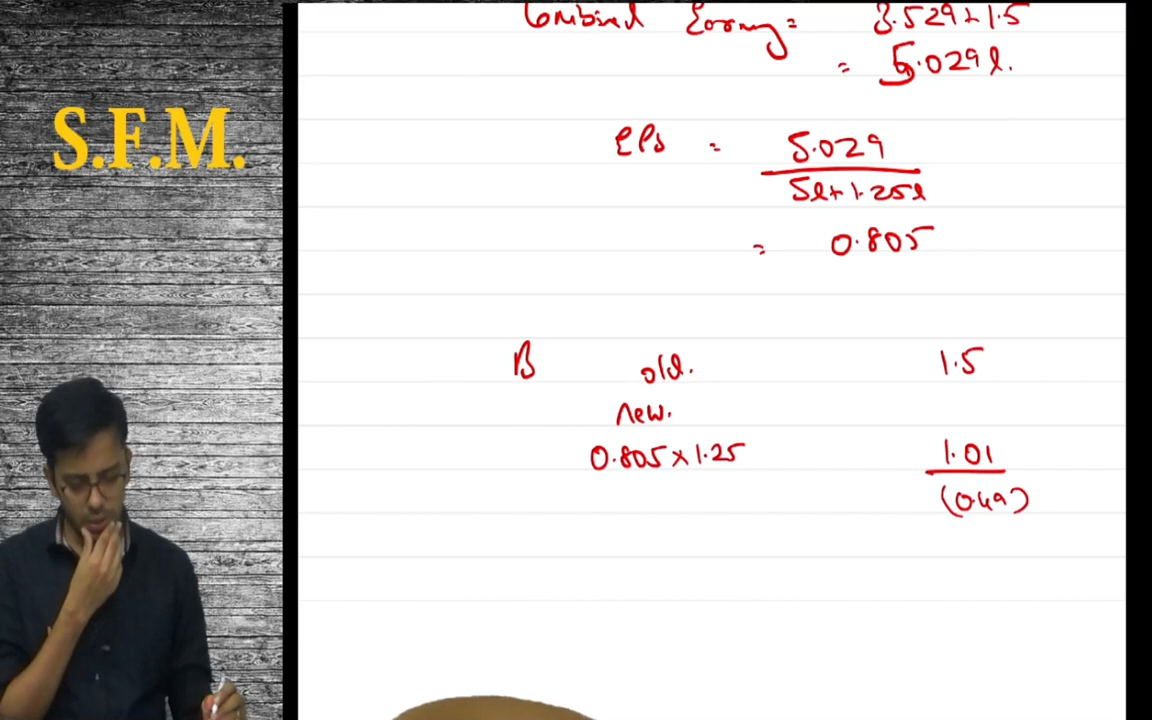 S.F.M.
Combined Earning = 3.529+1.5
= 5.029l.
EPS = 5.029
5l+1.25l
= 0.805
B old. 1.5
new.
0.805×1.25 1.01
(0.49)